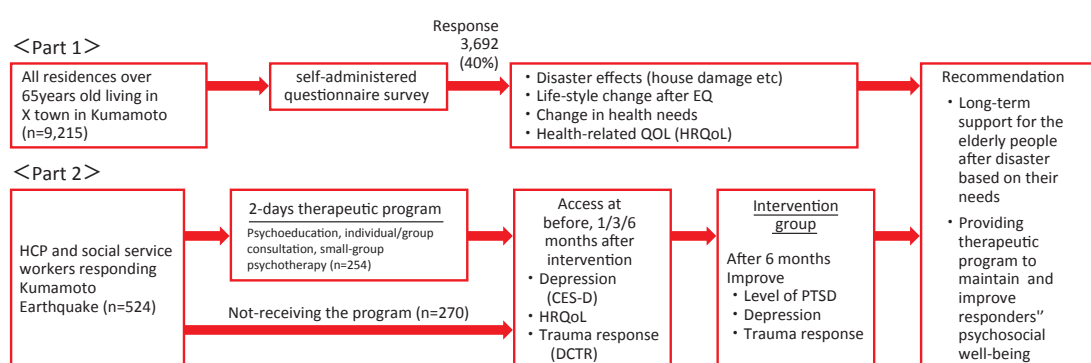 <Part 1>
All residences over
65years old living in
X town in Kumamoto
(n=9,215)
self-administered
questionnaire survey
Response
3,692
(40%)
・Disaster effects (house damage etc)
・Life-style change after EQ
・Change in health needs
・Health-related QOL (HRQoL)
<Part 2>
HCP and social service
workers responding
Kumamoto
Earthquake (n=524)
2-days therapeutic program
Psychoeducation, individual/group
consultation, small-group
psychotherapy (n=254)
Not-receiving the program (n=270)
Access at
before, 1/3/6
months after
intervention
・Depression
(CES-D)
・HRQoL
・Trauma response
(DCTR)
Intervention
group
After 6 months
Improve
・Level of PTSD
・Depression
・Trauma response
Recommendation
・Long-term
support for the
elderly people
after disaster
based on their
needs
・Providing
therapeutic
program to
maintain and
improve
responders''
psychosocial
well-being